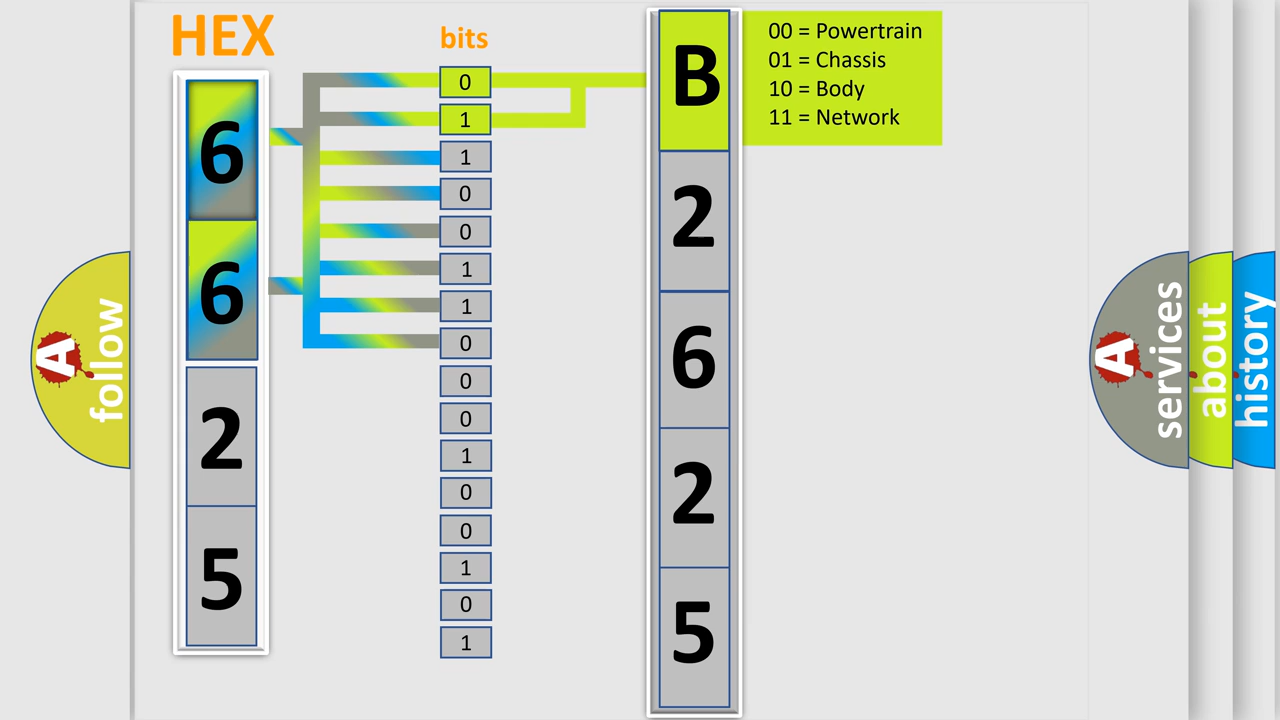 HEX
bits
6
6
2
5
0
1
1
0
0
1
1
0
0
0
1
0
0
1
0
1
B
2
6
2
5
00 = Powertrain
01 = Chassis
10 = Body
11 = Network
A
follow
A
services
about
history